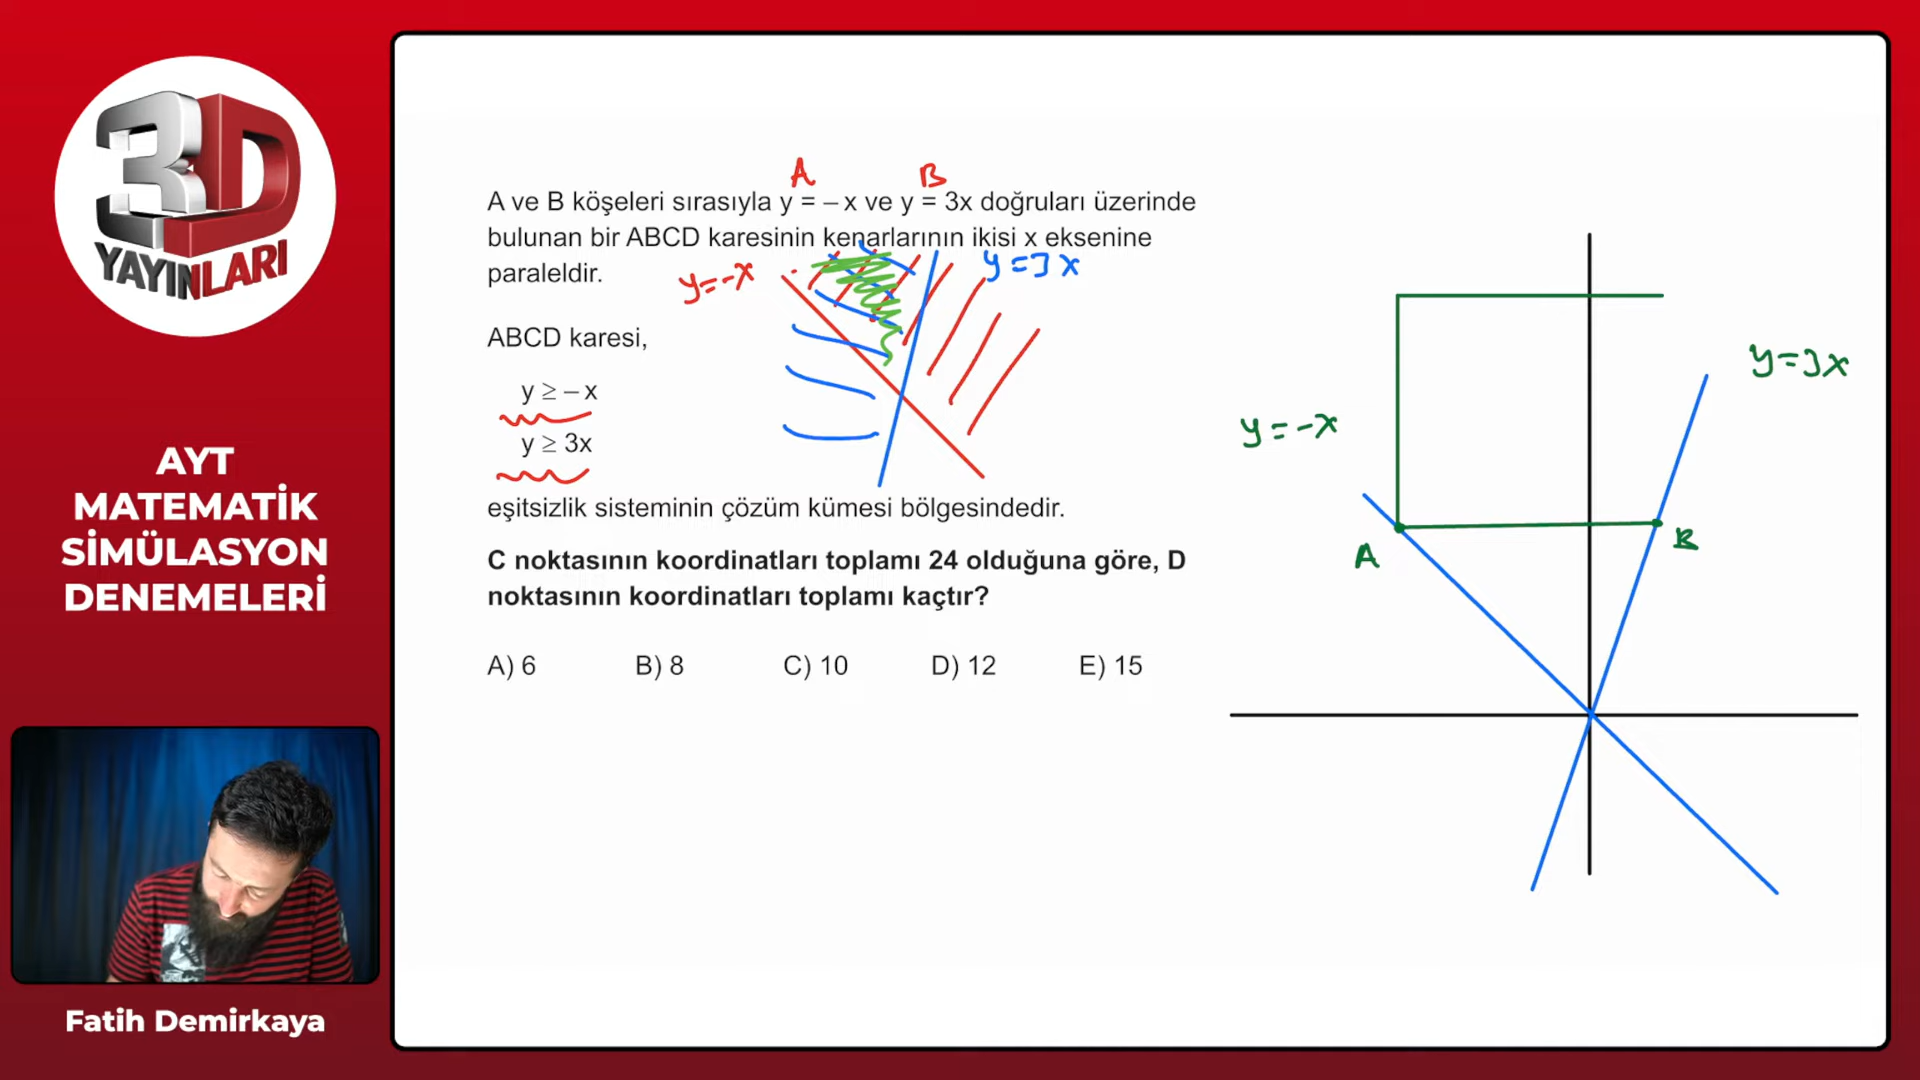 3D
YAYINLARI
AYT
MATEMATİK
SİMÜLASYON
DENEMELERİ
Fatih Demirkaya
A B
A ve B köşeleri sırasıyla y = – x ve y = 3x doğruları üzerinde
bulunan bir ABCD karesinin kenarlarının ikisi x eksenine
paraleldir.
y=-x
y=3x
ABCD karesi,
y ≥ – x
y ≥ 3x
eşitsizlik sisteminin çözüm kümesi bölgesindedir.
C noktasının koordinatları toplamı 24 olduğuna göre, D
noktasının koordinatları toplamı kaçtır?
A) 6 B) 8 C) 10 D) 12 E) 15
y=3x
y=-x
A
B